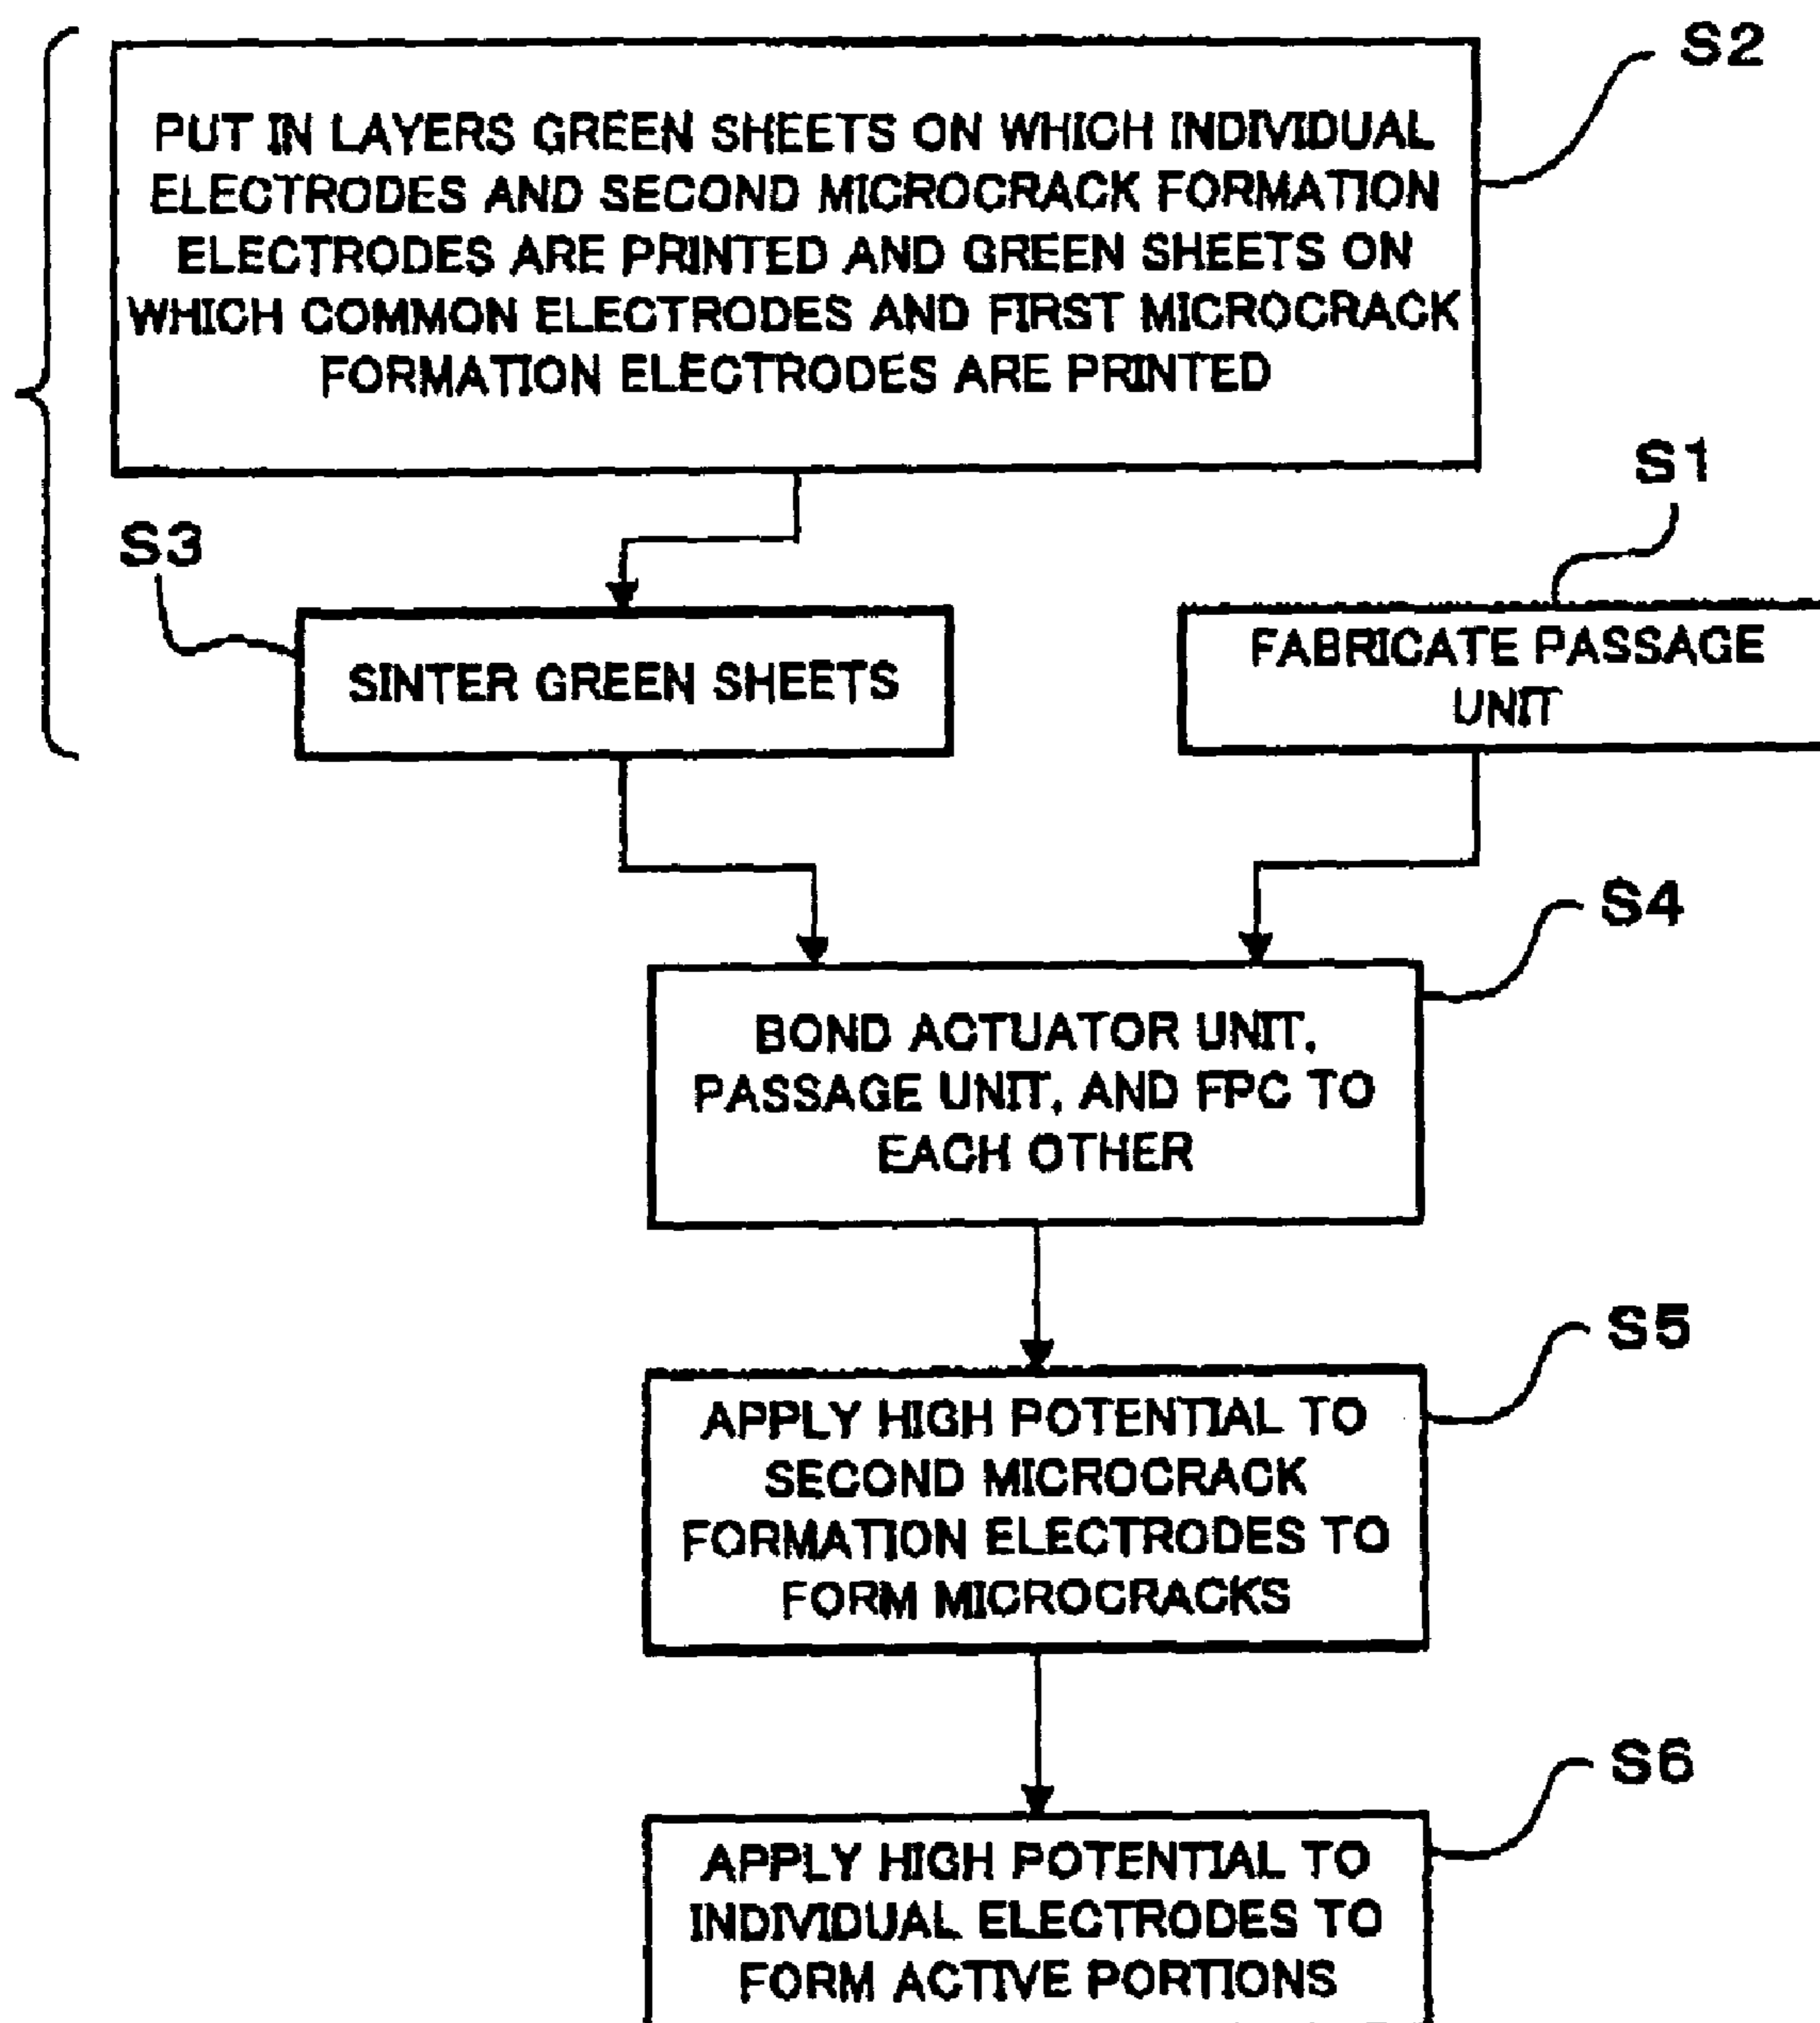 S2
PUT IN LAYERS GREEN SHEETS ON WHICH INDIVIDUAL
ELECTRODES AND SECOND MICROCRACK FORMATION
ELECTRODES ARE PRINTED AND GREEN SHEETS ON
WHICH COMMON ELECTRODES AND FIRST MICROCRACK
FORMATION ELECTRODES ARE PRINTED
S1
S3
SINTER GREEN SHEETS
FABRICATE PASSAGE
UNIT
S4
BOND ACTUATOR UNIT,
PASSAGE UNIT, AND FPC TO
EACH OTHER
S5
APPLY HIGH POTENTIAL TO
SECOND MICROCRACK
FORMATION ELECTRODES TO
FORM MICROCRACKS
S6
APPLY HIGH POTENTIAL TO
INDIVIDUAL ELECTRODES TO
FORM ACTIVE PORTIONS